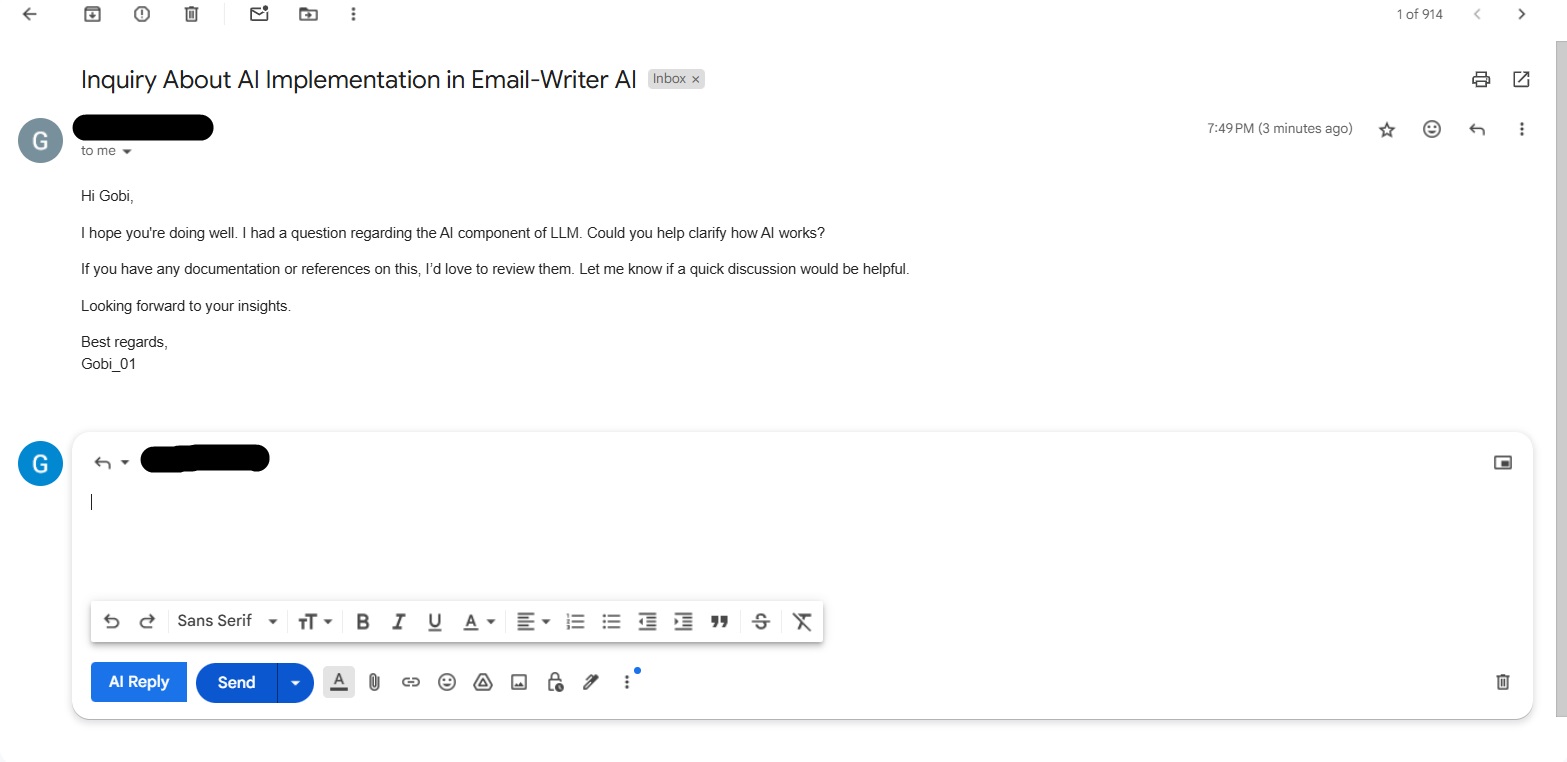 1 of 914
Inquiry About AI Implementation in Email-Writer AI Inbox ×
G
7:49 PM (3 minutes ago)
to me
Hi Gobi,
I hope you're doing well. I had a question regarding the AI component of LLM. Could you help clarify how AI works?
If you have any documentation or references on this, I’d love to review them. Let me know if a quick discussion would be helpful.
Looking forward to your insights.
Best regards,
Gobi_01
G
Sans Serif
AI Reply Send